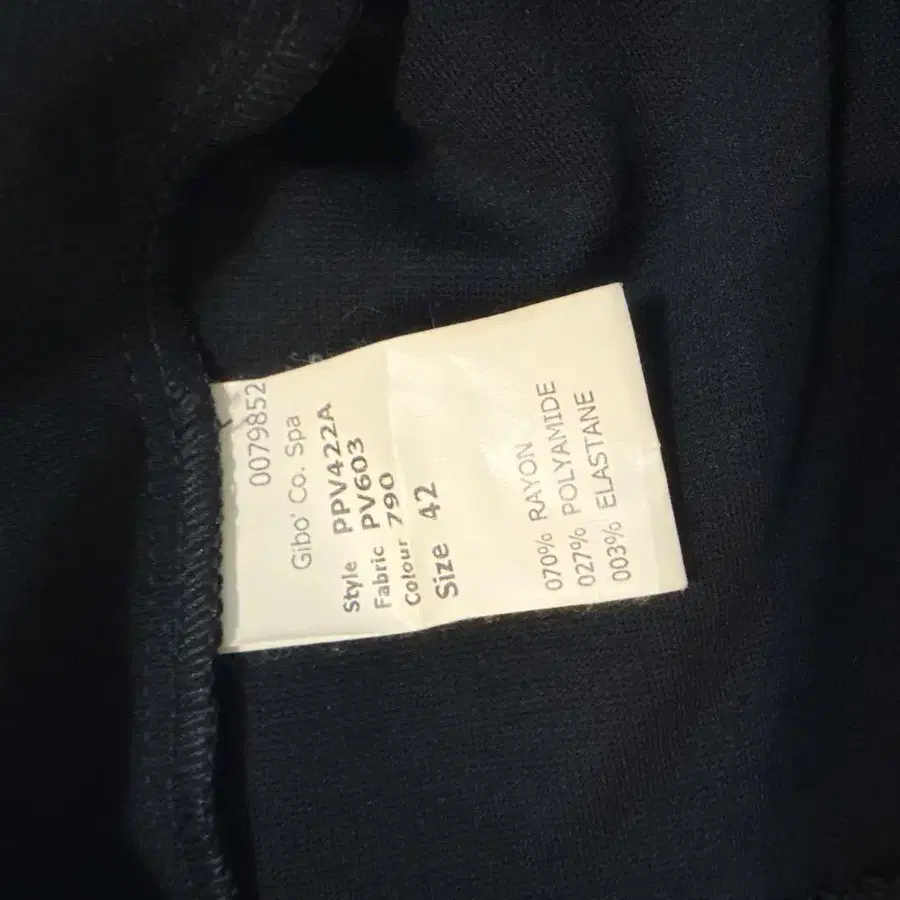 0079852
Gibo' Co. Spa
Style PPV422A
Fabric PV603
Colour 790
Size 42
070% RAYON
027% POLYAMIDE
003% ELASTANE